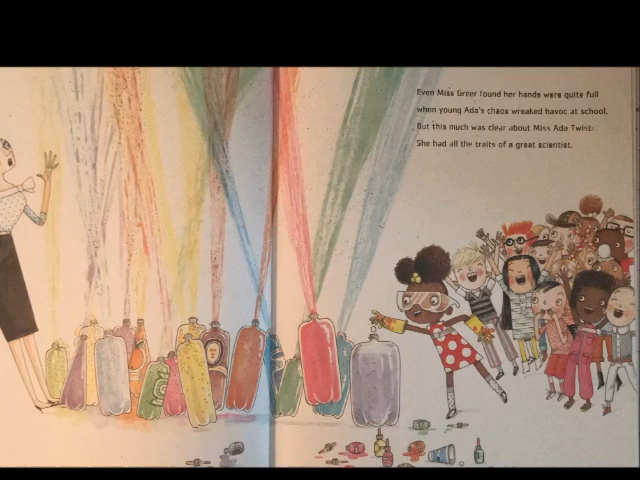 Even Miss Greer found her hands were quite full
when young Ada's chaos wreaked havoc at school.
But this much was clear about Miss Ada Twist:
She had all the traits of a great scientist.